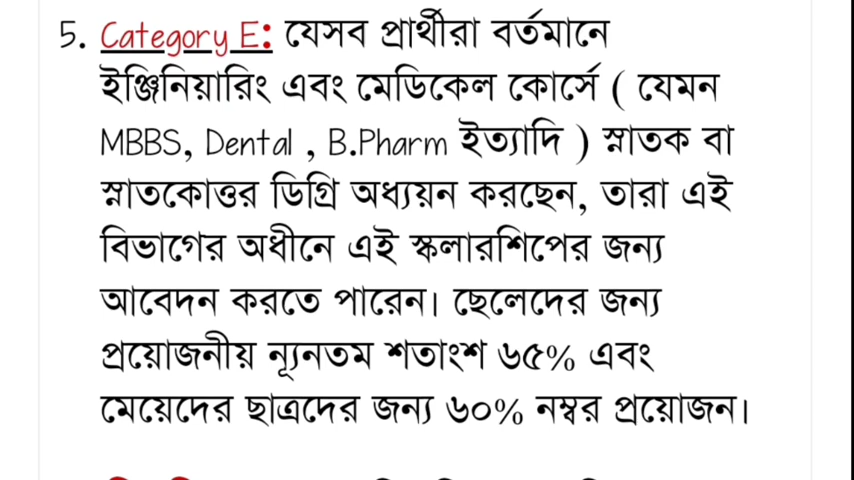 5. Category E: যেসব প্রার্থীরা বর্তমানে
ইঞ্জিনিয়ারিং এবং মেডিকেল কোর্সে ( যেমন
MBBS, Dental , B.Pharm ইত্যাদি ) স্নাতক বা
স্নাতকোত্তর ডিগ্রি অধ্যয়ন করছেন, তারা এই
বিভাগের অধীনে এই স্কলারশিপের জন্য
আবেদন করতে পারেন। ছেলেদের জন্য
প্রয়োজনীয় ন্যূনতম শতাংশ ৬৫% এবং
মেয়েদের ছাত্রদের জন্য ৬০% নম্বর প্রয়োজন।